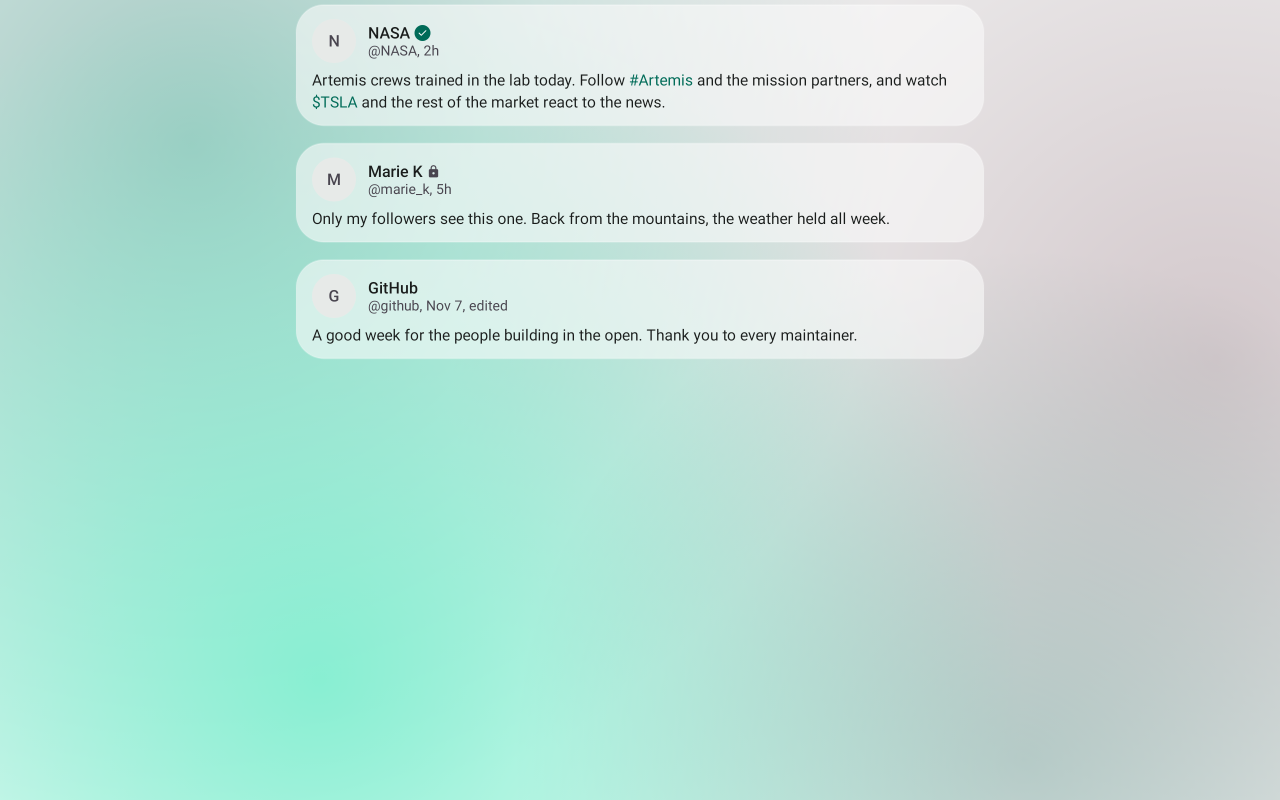 N
NASA
@NASA, 2h
Artemis crews trained in the lab today. Follow #Artemis and the mission partners, and watch
$TSLA and the rest of the market react to the news.
M
Marie K
@marie_k, 5h
Only my followers see this one. Back from the mountains, the weather held all week.
G
GitHub
@github, Nov 7, edited
A good week for the people building in the open. Thank you to every maintainer.